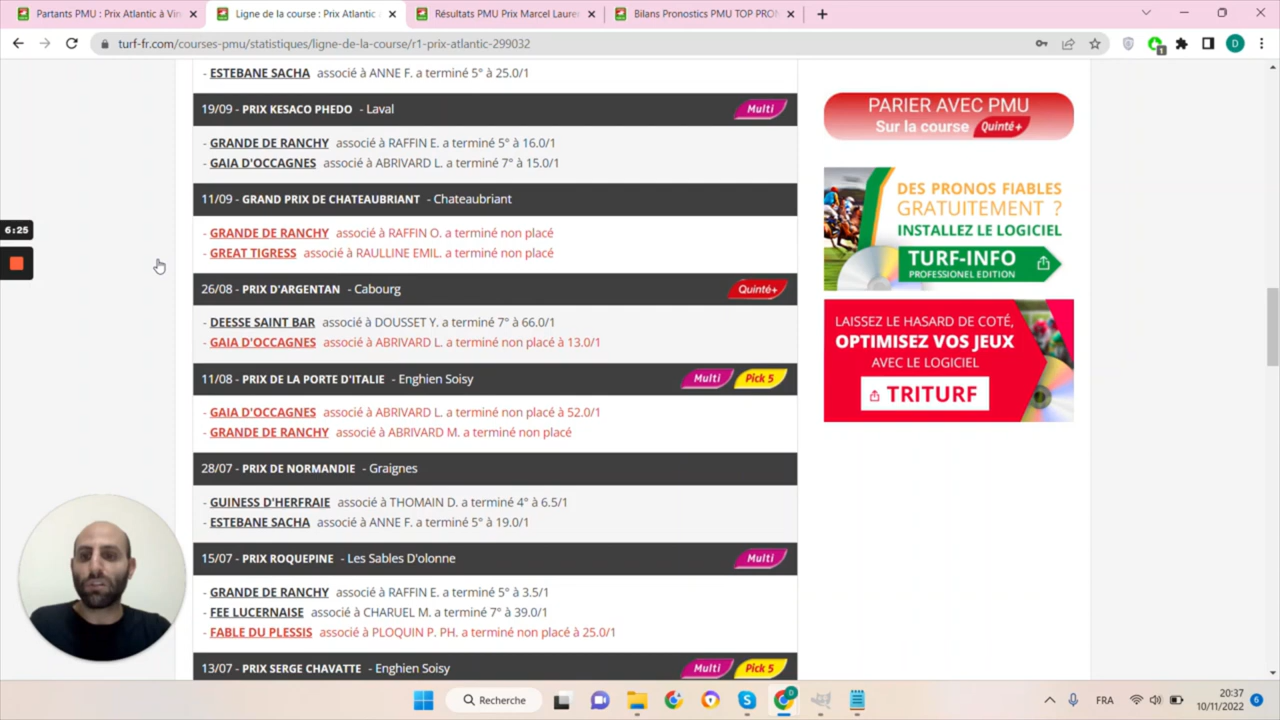 Partants PMU : Prix Atlantic à Vin
Ligne de la course : Prix Atlantic
Résultats PMU Prix Marcel Laure
Bilans Pronostics PMU TOP PRO
turf-fr.com/courses-pmu/statistiques/ligne-de-la-course/r1-prix-atlantic-299032
D
1
- ESTEBANE SACHA associé à ANNE F. a terminé 5° à 25.0/1
19/09 - PRIX KESACO PHEDO - Laval Multi
- GRANDE DE RANCHY associé à RAFFIN E. a terminé 5° à 16.0/1
- GAIA D'OCCAGNES associé à ABRIVARD L. a terminé 7° à 15.0/1
11/09 - GRAND PRIX DE CHATEAUBRIANT - Chateaubriant
- GRANDE DE RANCHY associé à RAFFIN O. a terminé non placé
- GREAT TIGRESS associé à RAULLINE EMIL. a terminé non placé
26/08 - PRIX D'ARGENTAN - Cabourg Quinté+
- DEESSE SAINT BAR associé à DOUSSET Y. a terminé 7° à 66.0/1
- GAIA D'OCCAGNES associé à ABRIVARD L. a terminé non placé à 13.0/1
11/08 - PRIX DE LA PORTE D'ITALIE - Enghien Soisy Multi Pick 5
- GAIA D'OCCAGNES associé à ABRIVARD L. a terminé non placé à 52.0/1
- GRANDE DE RANCHY associé à ABRIVARD M. a terminé non placé
28/07 - PRIX DE NORMANDIE - Graignes
- GUINESS D'HERFRAIE associé à THOMAIN D. a terminé 4° à 6.5/1
- ESTEBANE SACHA associé à ANNE F. a terminé 5° à 19.0/1
15/07 - PRIX ROQUEPINE - Les Sables D'olonne Multi
- GRANDE DE RANCHY associé à RAFFIN E. a terminé 5° à 3.5/1
- FEE LUCERNAISE associé à CHARUEL M. a terminé 7° à 39.0/1
- FABLE DU PLESSIS associé à PLOQUIN P. PH. a terminé non placé à 25.0/1
13/07 - PRIX SERGE CHAVATTE - Enghien Soisy Multi Pick 5
PARIER AVEC PMU
Sur la course Quinté+
DES PRONOS FIABLES
GRATUITEMENT ?
INSTALLEZ LE LOGICIEL
TURF-INFO
PROFESSIONEL EDITION
LAISSEZ LE HASARD DE COTÉ,
OPTIMISEZ VOS JEUX
AVEC LE LOGICIEL
TRITURF
6:25
Recherche
D
FRA
20:37
10/11/2022
6